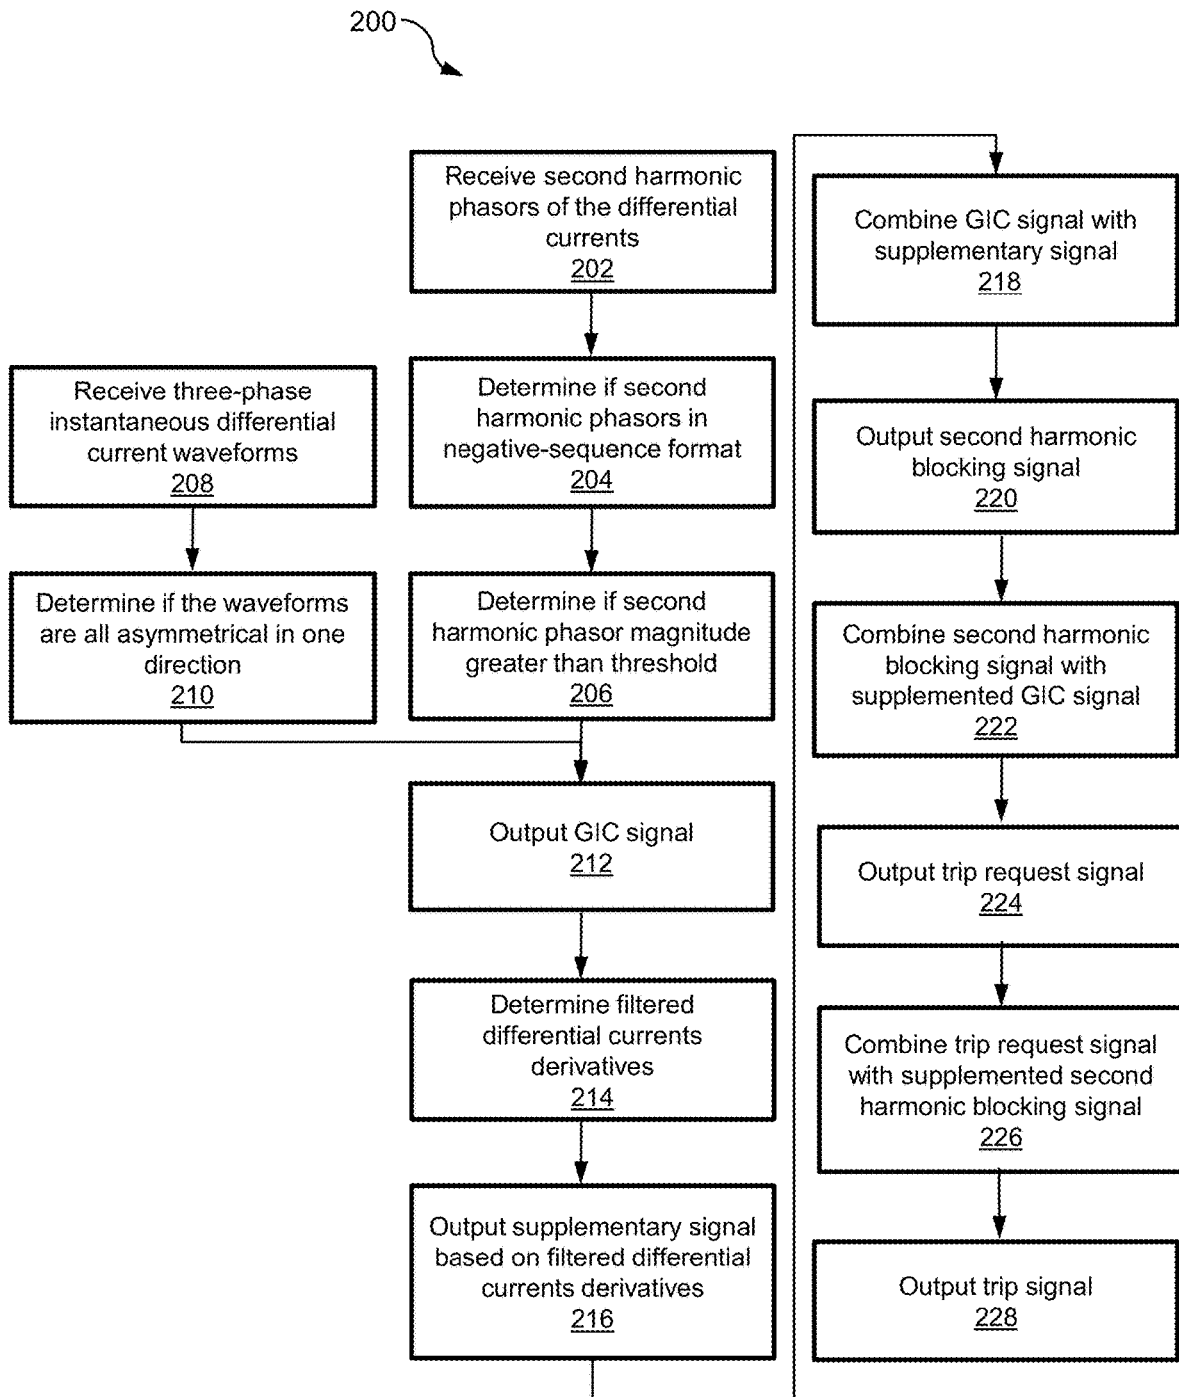 200
Receive second harmonic
phasors of the differential
currents
202
Determine if second
harmonic phasors in
negative-sequence format
204
Receive three-phase
instantaneous differential
current waveforms
208
Determine if the waveforms
are all asymmetrical in one
direction
210
Determine if second
harmonic phasor magnitude
greater than threshold
206
Output GIC signal
212
Determine filtered
differential currents
derivatives
214
Output supplementary signal
based on filtered differential
currents derivatives
216
Combine GIC signal with
supplementary signal
218
Output second harmonic
blocking signal
220
Combine second harmonic
blocking signal with
supplemented GIC signal
222
Output trip request signal
224
Combine trip request signal
with supplemented second
harmonic blocking signal
226
Output trip signal
228